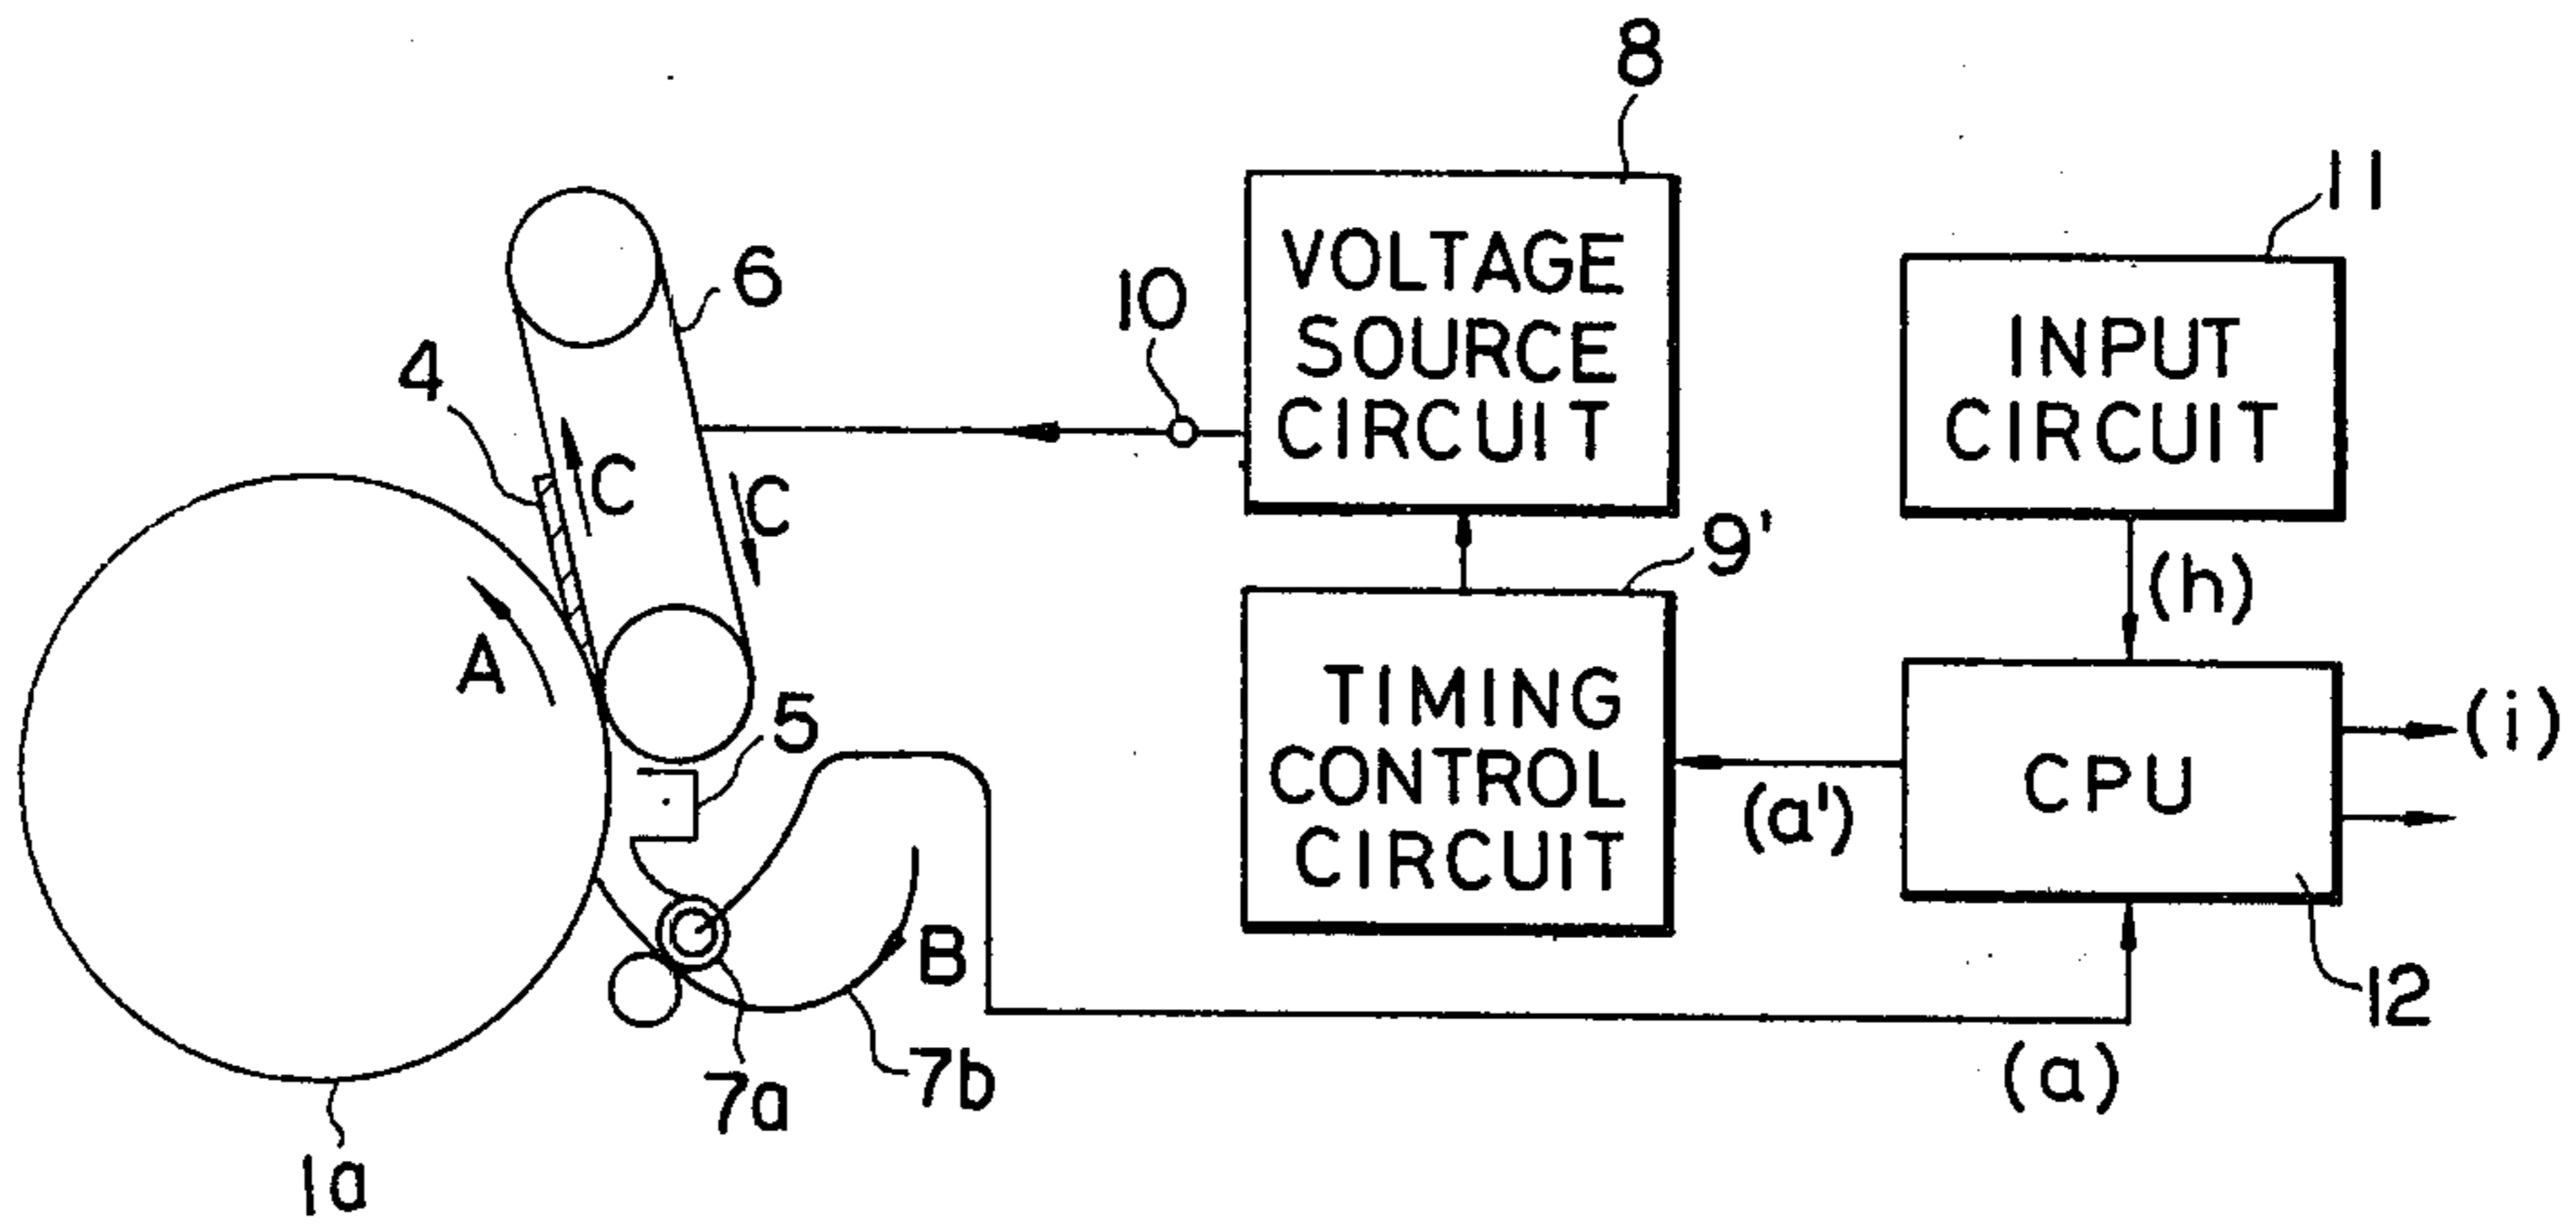 8
11
6
10
VOLTAGE
SOURCE
CIRCUIT
INPUT
CIRCUIT
4
C
C
9'
(h)
A
5
TIMING
CONTROL
CIRCUIT
(a')
CPU
(i)
B
12
7a
7b
(a)
1a